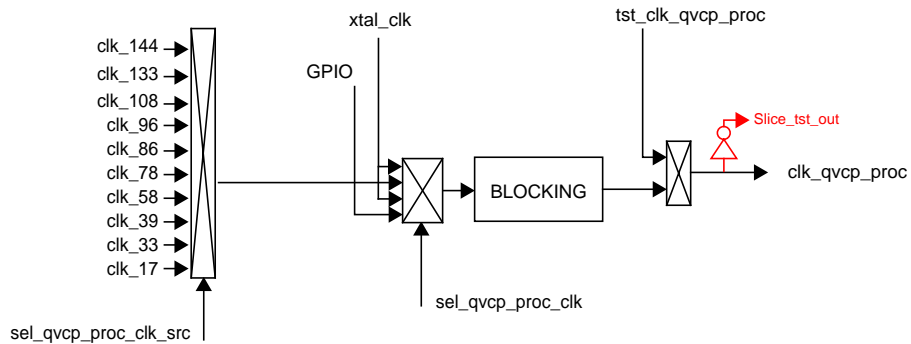 xtal_clk
tst_clk_qvcp_proc
clk_144
GPIO
clk_133
clk_108
clk_96
Slice_tst_out
clk_86
clk_78
clk_qvcp_proc
clk_58
BLOCKING
clk_39
clk_33
clk_17
sel_qvcp_proc_clk
sel_qvcp_proc_clk_src